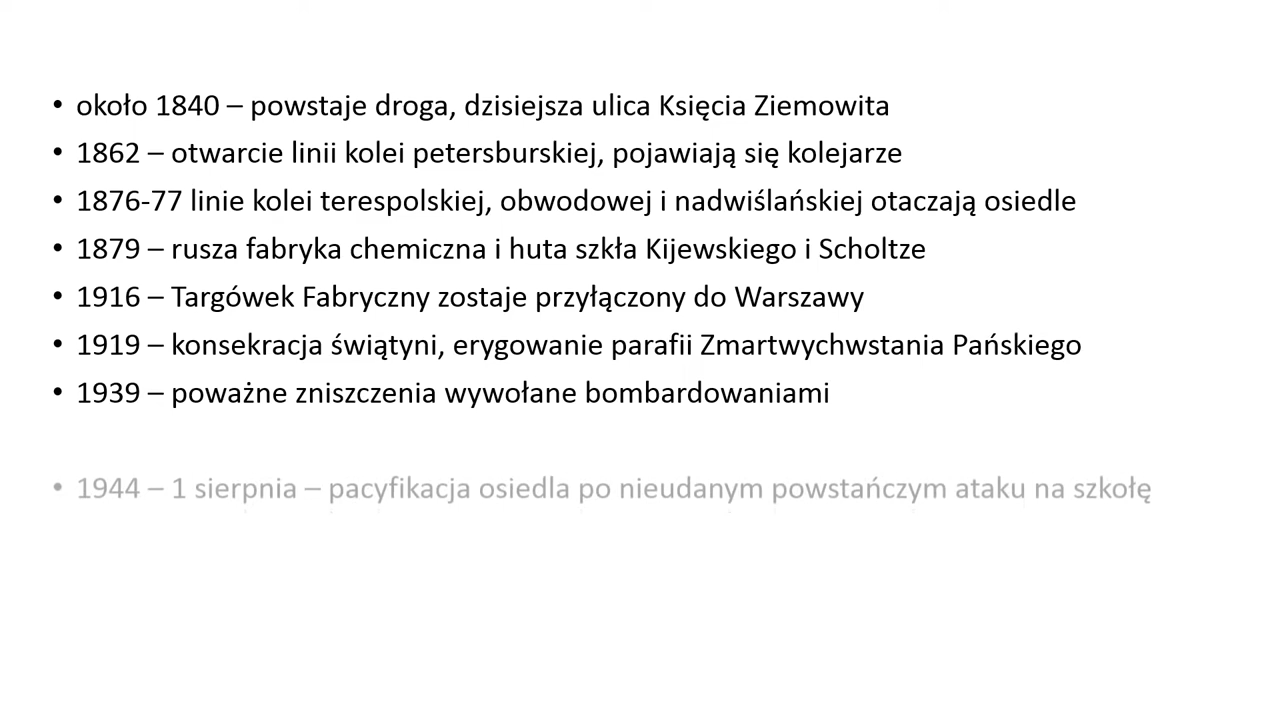 • około 1840 – powstaje droga, dzisiejsza ulica Księcia Ziemowita
• 1862 – otwarcie linii kolei petersburskiej, pojawiają się kolejarze
• 1876-77 linie kolei terespolskiej, obwodowej i nadwiślańskiej otaczają osiedle
• 1879 – rusza fabryka chemiczna i huta szkła Kijewskiego i Scholtze
• 1916 – Targówek Fabryczny zostaje przyłączony do Warszawy
• 1919 – konsekracja świątyni, erygowanie parafii Zmartwychwstania Pańskiego
• 1939 – poważne zniszczenia wywołane bombardowaniami
• 1944 – 1 sierpnia – pacyfikacja osiedla po nieudanym powstańczym ataku na szkołę